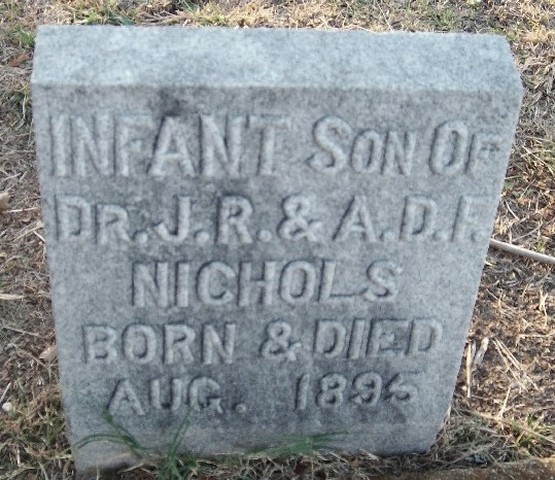 INFANT SON OF
DR. J. R. & A. D. F.
NICHOLS
BORN & DIED
AUG. 1895